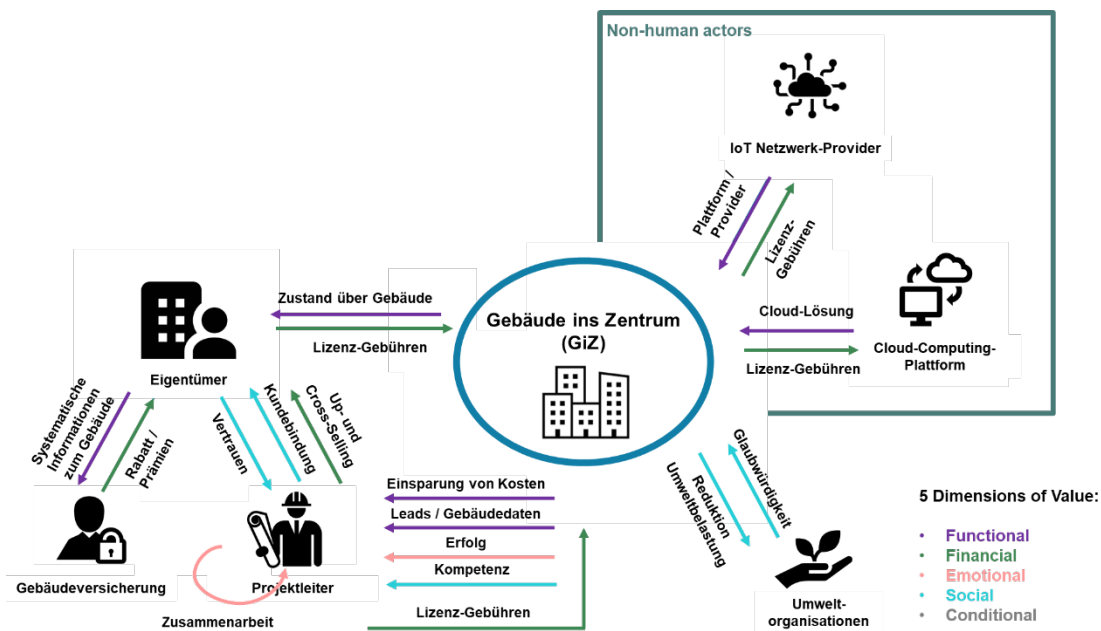 Non-human actors
IoT Netzwerk-Provider
Plattform /
Provider
Lizenz-
Gebühren
Cloud-Lösung
Lizenz-Gebühren
Cloud-Computing-
Plattform
Gebäude ins Zentrum
(GiZ)
Zustand über Gebäude
Lizenz-Gebühren
Eigentümer
Systematische
Informationen
zum Gebäude
Rabatt /
Prämien
Vertrauen
Kundebindung
Up- und
Cross-Selling
Gebäudeversicherung
Projektleiter
Zusammenarbeit
Einsparung von Kosten
Leads / Gebäudedaten
Erfolg
Kompetenz
Lizenz-Gebühren
Glaubwürdigkeit
Reduktion
Umweltbelastung
Umwelt-
organisationen
5 Dimensions of Value:
• Functional
• Financial
• Emotional
• Social
• Conditional